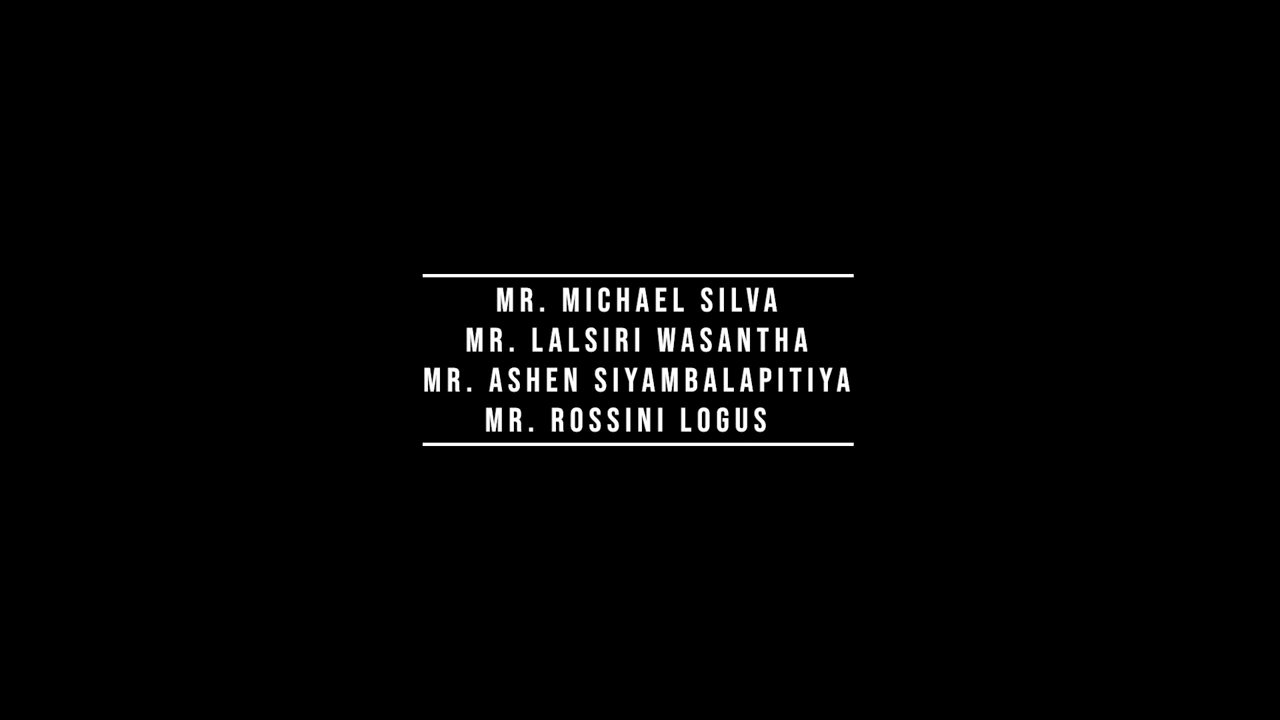 MR. MICHAEL SILVA
MR. LALSIRI WASANTHA
MR. ASHEN SIYAMBALAPITIYA
MR. ROSSINI LOGUS